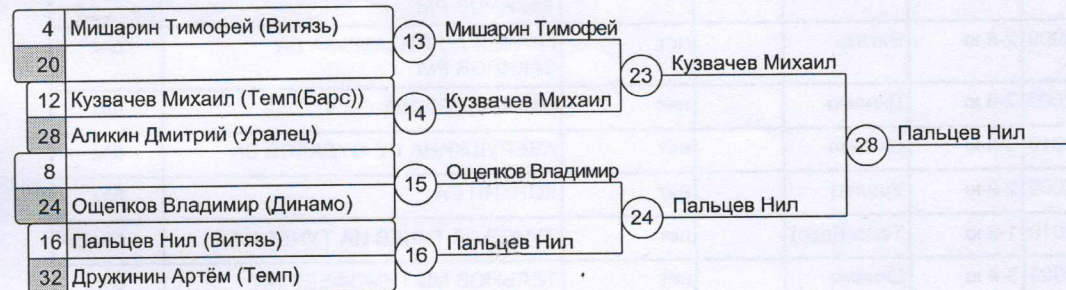 4 Мишарин Тимофей (Витязь)
20
12 Кузвачев Михаил (Темп(Барс))
28 Аликин Дмитрий (Уралец)
8
24 Ощепков Владимир (Динамо)
16 Пальцев Нил (Витязь)
32 Дружинин Артём (Темп)
13 Мишарин Тимофей
14 Кузвачев Михаил
15 Ощепков Владимир
16 Пальцев Нил
23 Кузвачев Михаил
24 Пальцев Нил
28 Пальцев Нил